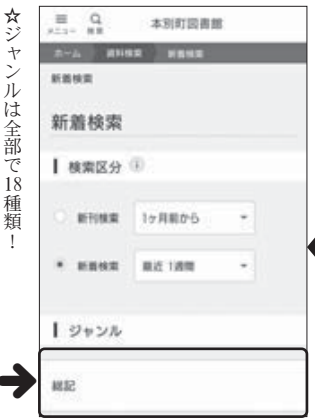 ☆ジャンルは全部で18種類！
メニュー 検索 本別町図書館
ホーム 資料検索 新着検索
新着検索
新着検索
検索区分
新刊検索 1ヶ月前から
新着検索 最近 1週間
ジャンル
総記